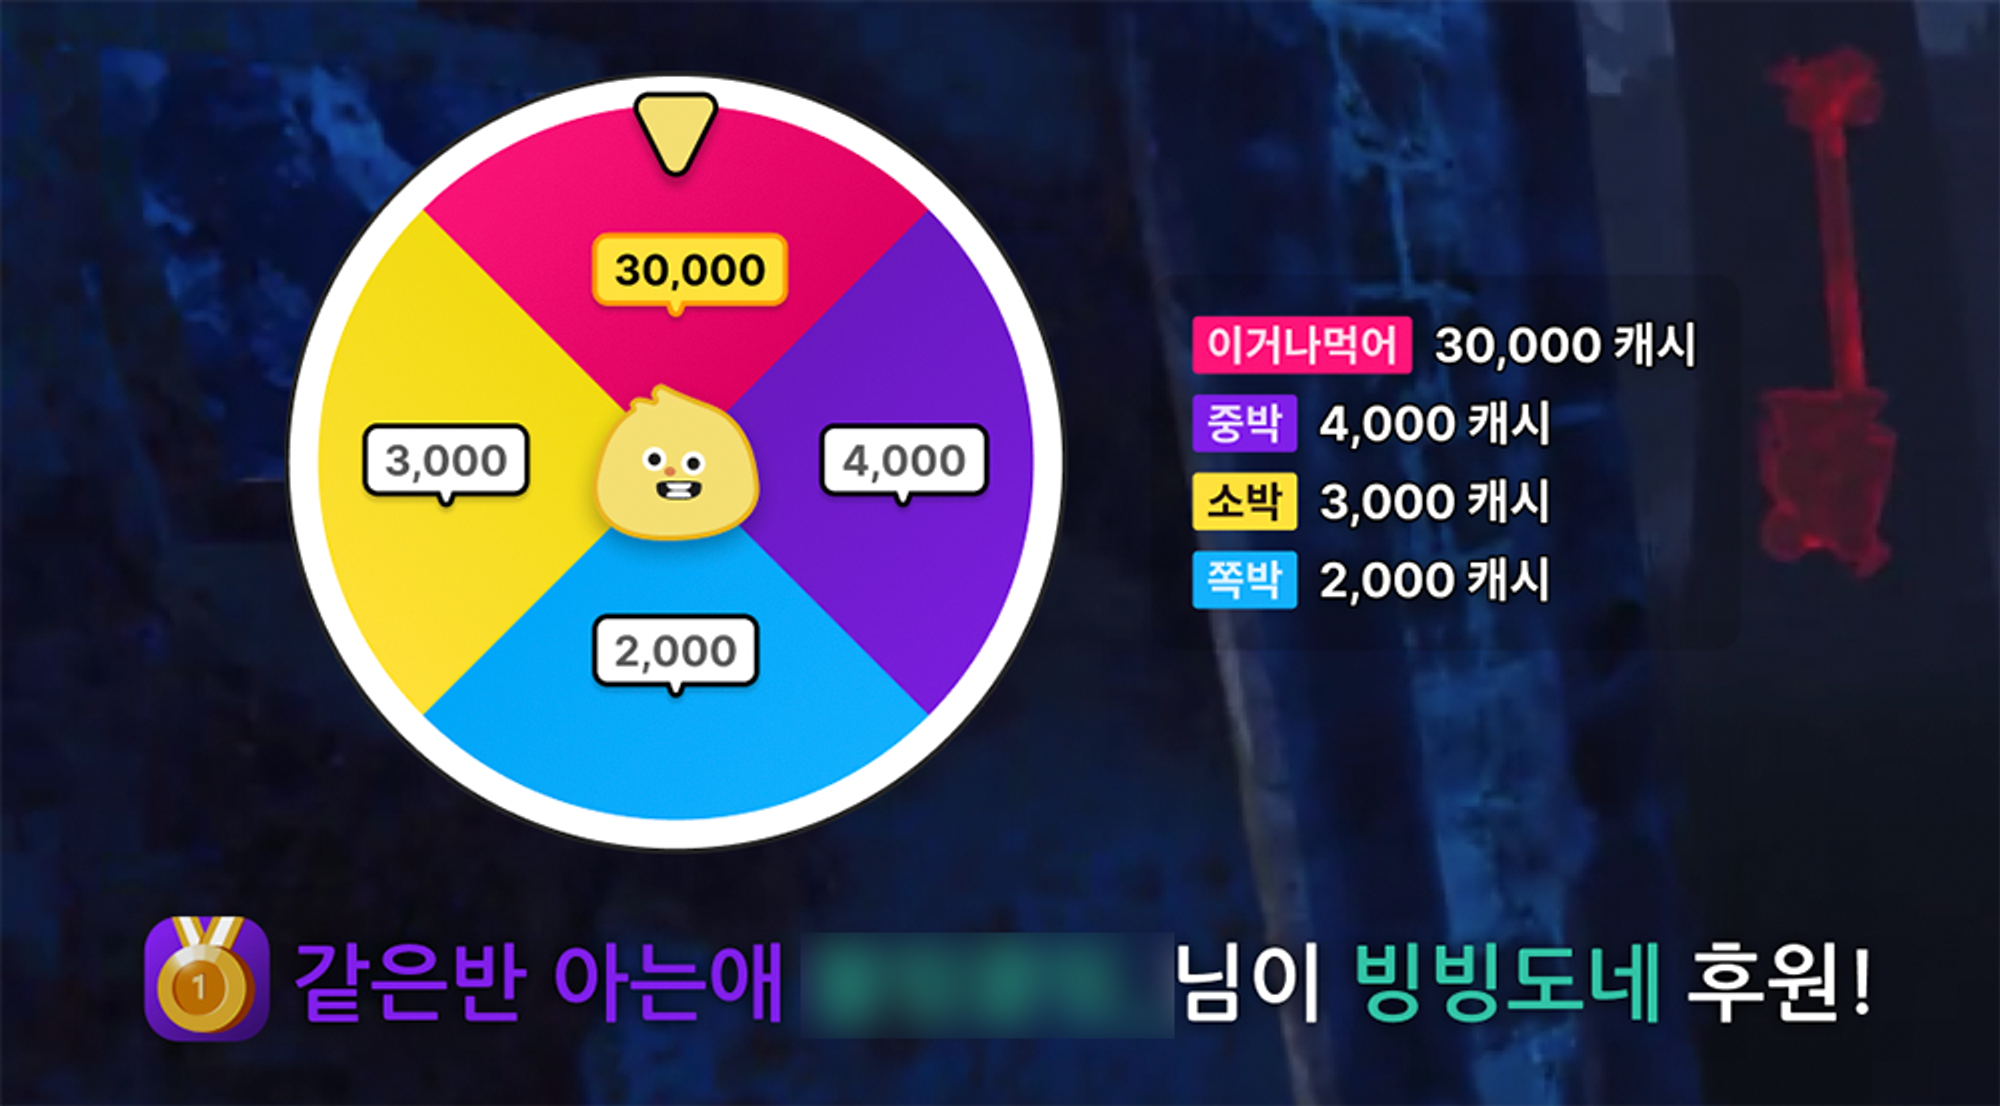 30,000
3,000
4,000
2,000
이거나먹어 30,000 캐시
중박 4,000 캐시
소박 3,000 캐시
쪽박 2,000 캐시
1 같은반 아는애 님이 빙빙도네 후원!